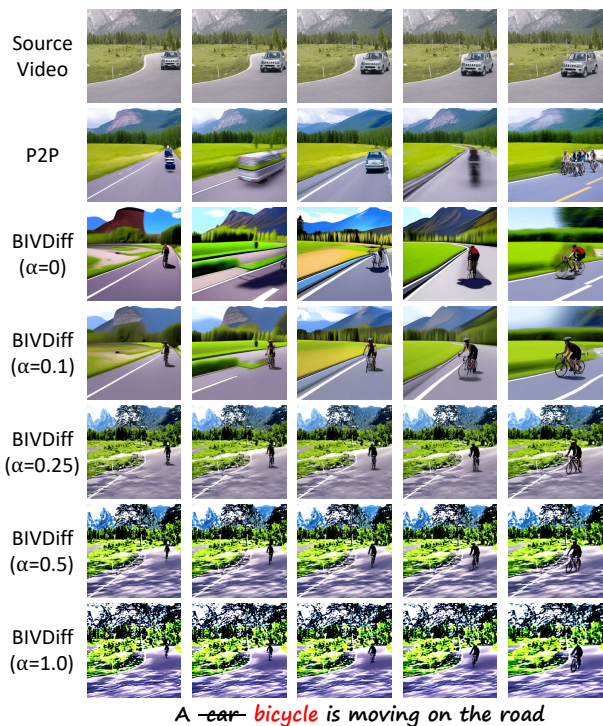 Source
Video
P2P
BIVDiff
(α=0)
BIVDiff
(α=0.1)
BIVDiff
(α=0.25)
BIVDiff
(α=0.5)
BIVDiff
(α=1.0)
A car bicycle is moving on the road